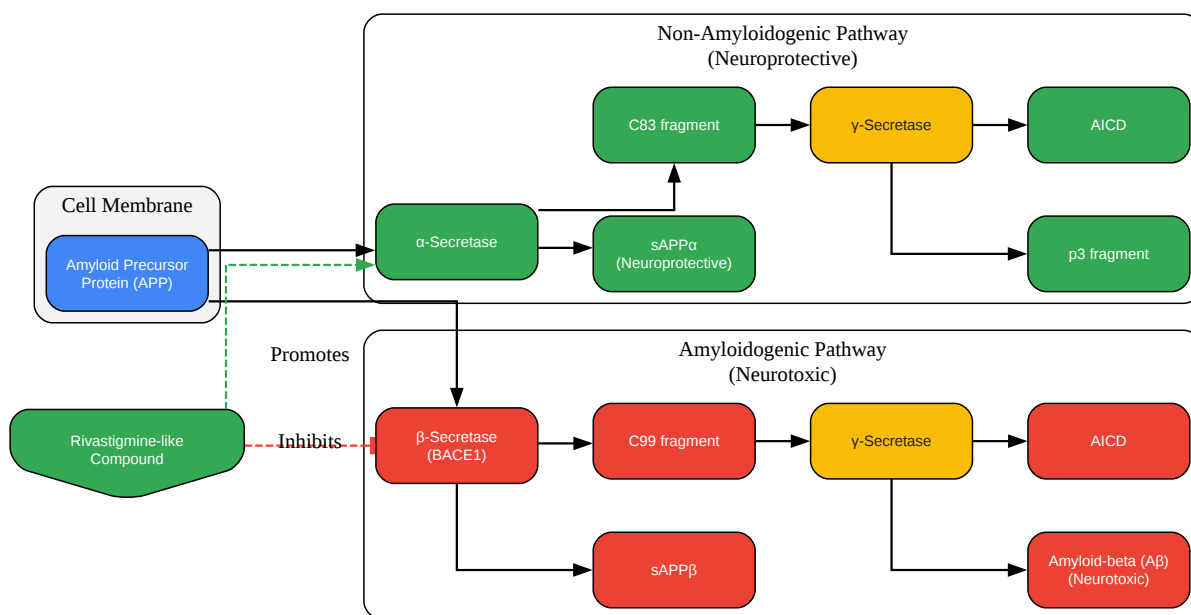 Non-Amyloidogenic Pathway
(Neuroprotective)
C83 fragment
γ-Secretase
AICD
Cell Membrane
Amyloid Precursor
Protein (APP)
α-Secretase
sAPPα
(Neuroprotective)
p3 fragment
Promotes
Amyloidogenic Pathway
(Neurotoxic)
Rivastigmine-like
Compound
Inhibits
β-Secretase
(BACE1)
C99 fragment
γ-Secretase
AICD
sAPPβ
Amyloid-beta (Aβ)
(Neurotoxic)